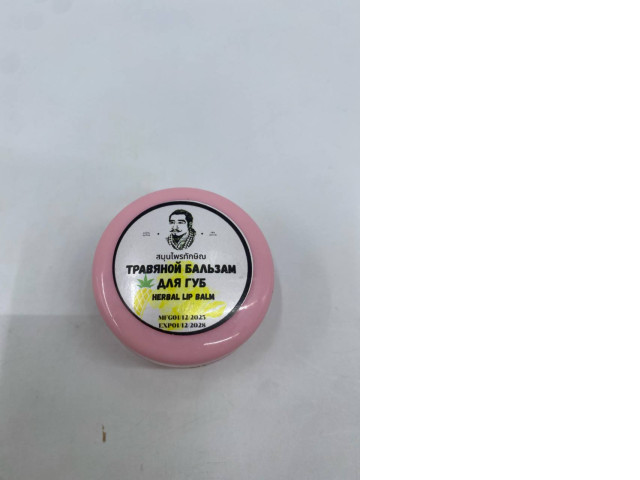 สมุนไพรทักษิณ
ТРАВЯНОЙ БАЛЬЗАМ
ДЛЯ ГУБ
HERBAL LIP BALM
MFG01/12/2025
EXP01/12/2028